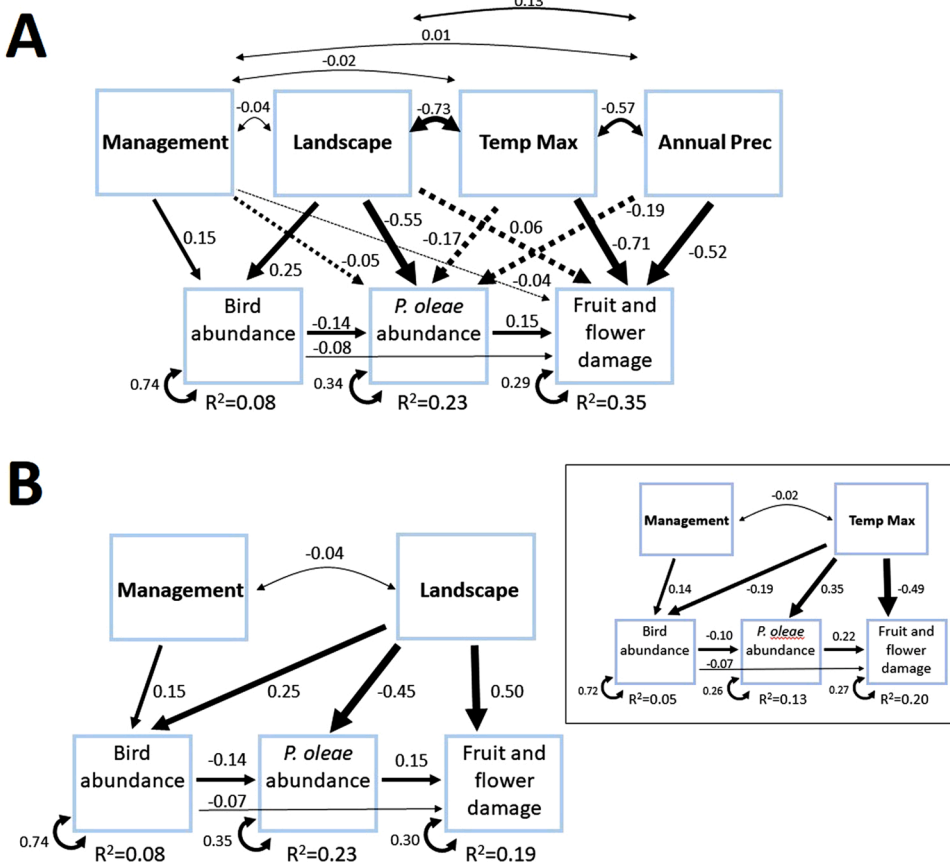 A
0.13
0.01
-0.02
-0.04
-0.73
-0.57
Management
Landscape
Temp Max
Annual Prec
0.15
0.25
-0.55
-0.05
-0.17
0.06
-0.04
-0.19
-0.71
-0.52
Bird
abundance
P. oleae
abundance
Fruit and
flower
damage
-0.14
-0.08
0.15
0.74
R²=0.08
0.34
R²=0.23
0.29
R²=0.35
B
Management
Landscape
-0.04
0.15
0.25
-0.45
0.50
Bird
abundance
P. oleae
abundance
Fruit and
flower
damage
-0.14
-0.07
0.15
0.74
R²=0.08
0.35
R²=0.23
0.30
R²=0.19
Management
Temp Max
-0.02
0.14
-0.19
0.35
-0.49
Bird
abundance
P. oleae
abundance
Fruit and
flower
damage
-0.10
-0.07
0.22
0.72
R²=0.05
0.26
R²=0.13
0.27
R²=0.20